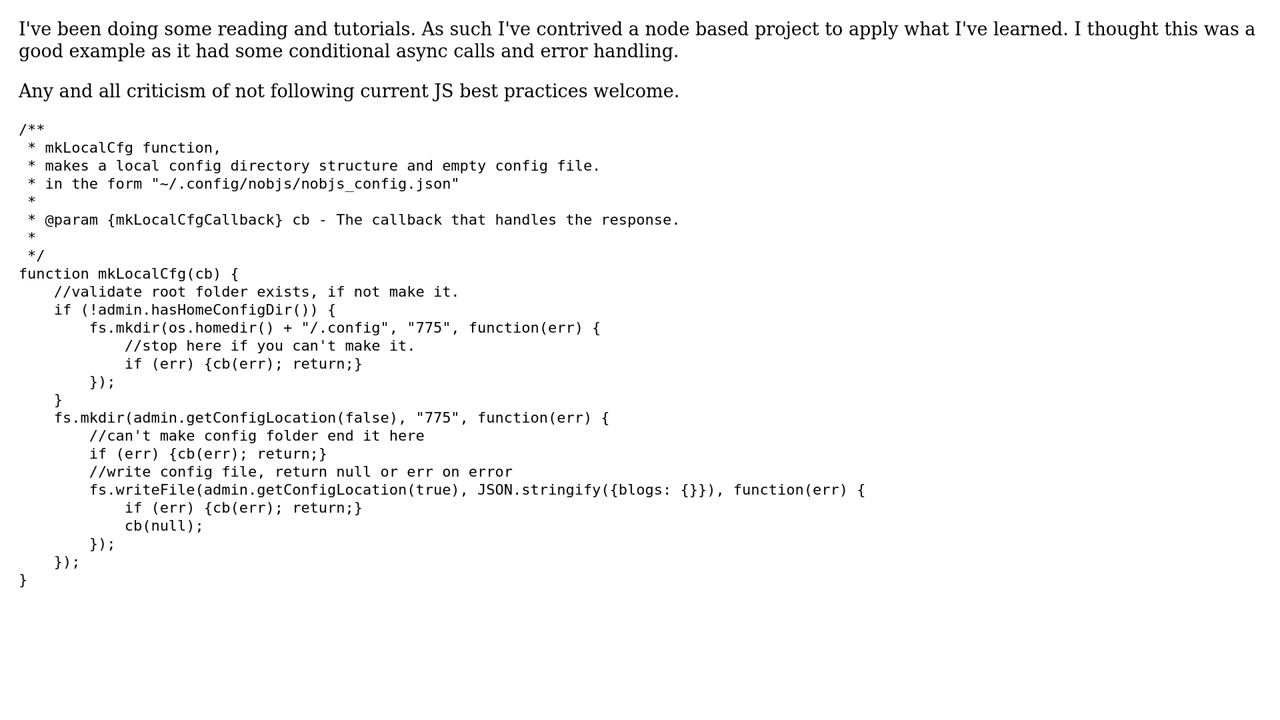 I've been doing some reading and tutorials. As such I've contrived a node based project to apply what I've learned. I thought this was a
good example as it had some conditional async calls and error handling.
Any and all criticism of not following current JS best practices welcome.
/**
 * mkLocalCfg function,
 * makes a local config directory structure and empty config file.
 * in the form "~/.config/nobjs/nobjs_config.json"
 *
 * @param {mkLocalCfgCallback} cb - The callback that handles the response.
 *
 */
function mkLocalCfg(cb) {
    //validate root folder exists, if not make it.
    if (!admin.hasHomeConfigDir()) {
        fs.mkdir(os.homedir() + "/.config", "775", function(err) {
            //stop here if you can't make it.
            if (err) {cb(err); return;}
        });
    }
    fs.mkdir(admin.getConfigLocation(false), "775", function(err) {
        //can't make config folder end it here
        if (err) {cb(err); return;}
        //write config file, return null or err on error
        fs.writeFile(admin.getConfigLocation(true), JSON.stringify({blogs: {}}), function(err) {
            if (err) {cb(err); return;}
            cb(null);
        });
    });
}